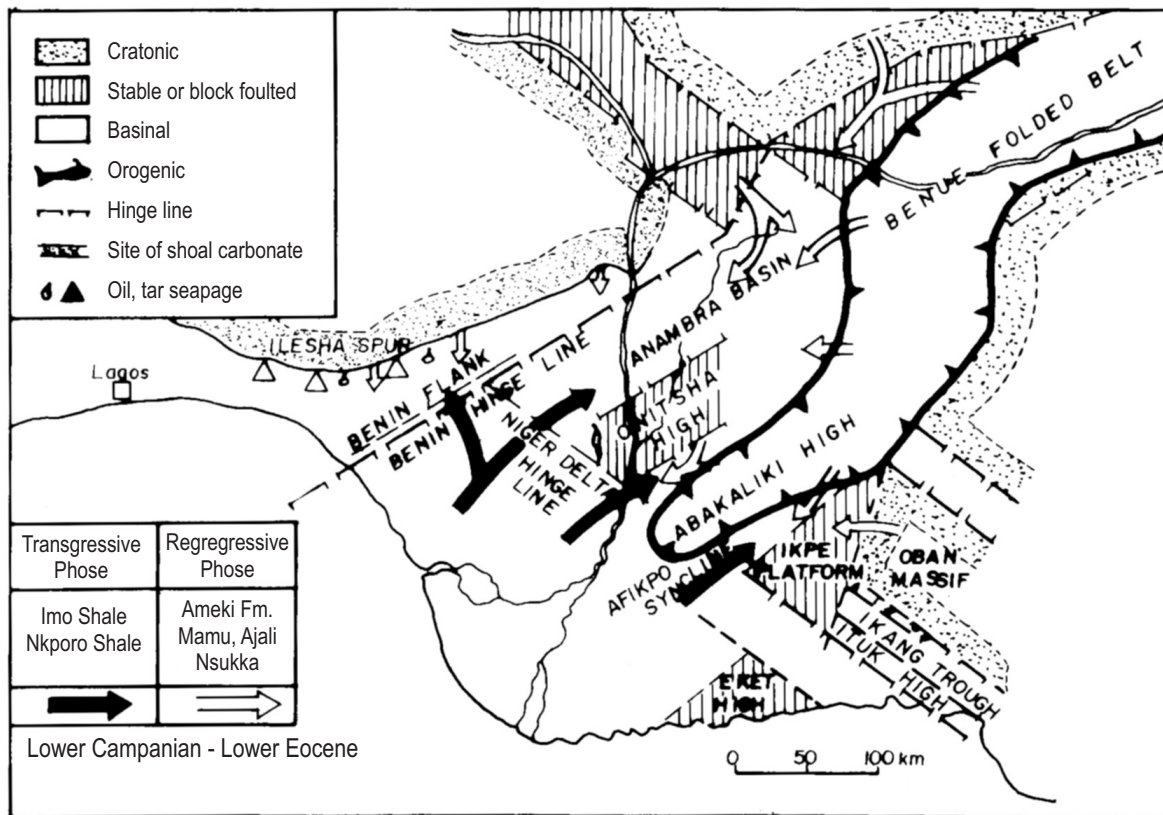 Cratonic
Stable or block foulted
Basinal
Orogenic
Hinge line
Site of shoal carbonate
Oil, tar seapage
BENUE FOLDED BELT
ANAMBRA BASIN
ILESHA SPUR
Lagos
BENIN FLANK
BENIN HINGE LINE
NIGER DELT
HINGE
LINE
ONITSHA
HIGH
ABAKALIKI HIGH
AFIKPO
SYNCLIN
IKPE
PLATFORM
OBAN
MASSIF
IKANG TROUGH
ITUK HIGH
EKET
HIGH
Transgressive
Phose
Regregressive
Phose
Imo Shale
Nkporo Shale
Ameki Fm.
Mamu, Ajali
Nsukka
Lower Campanian - Lower Eocene
0 50 100 km